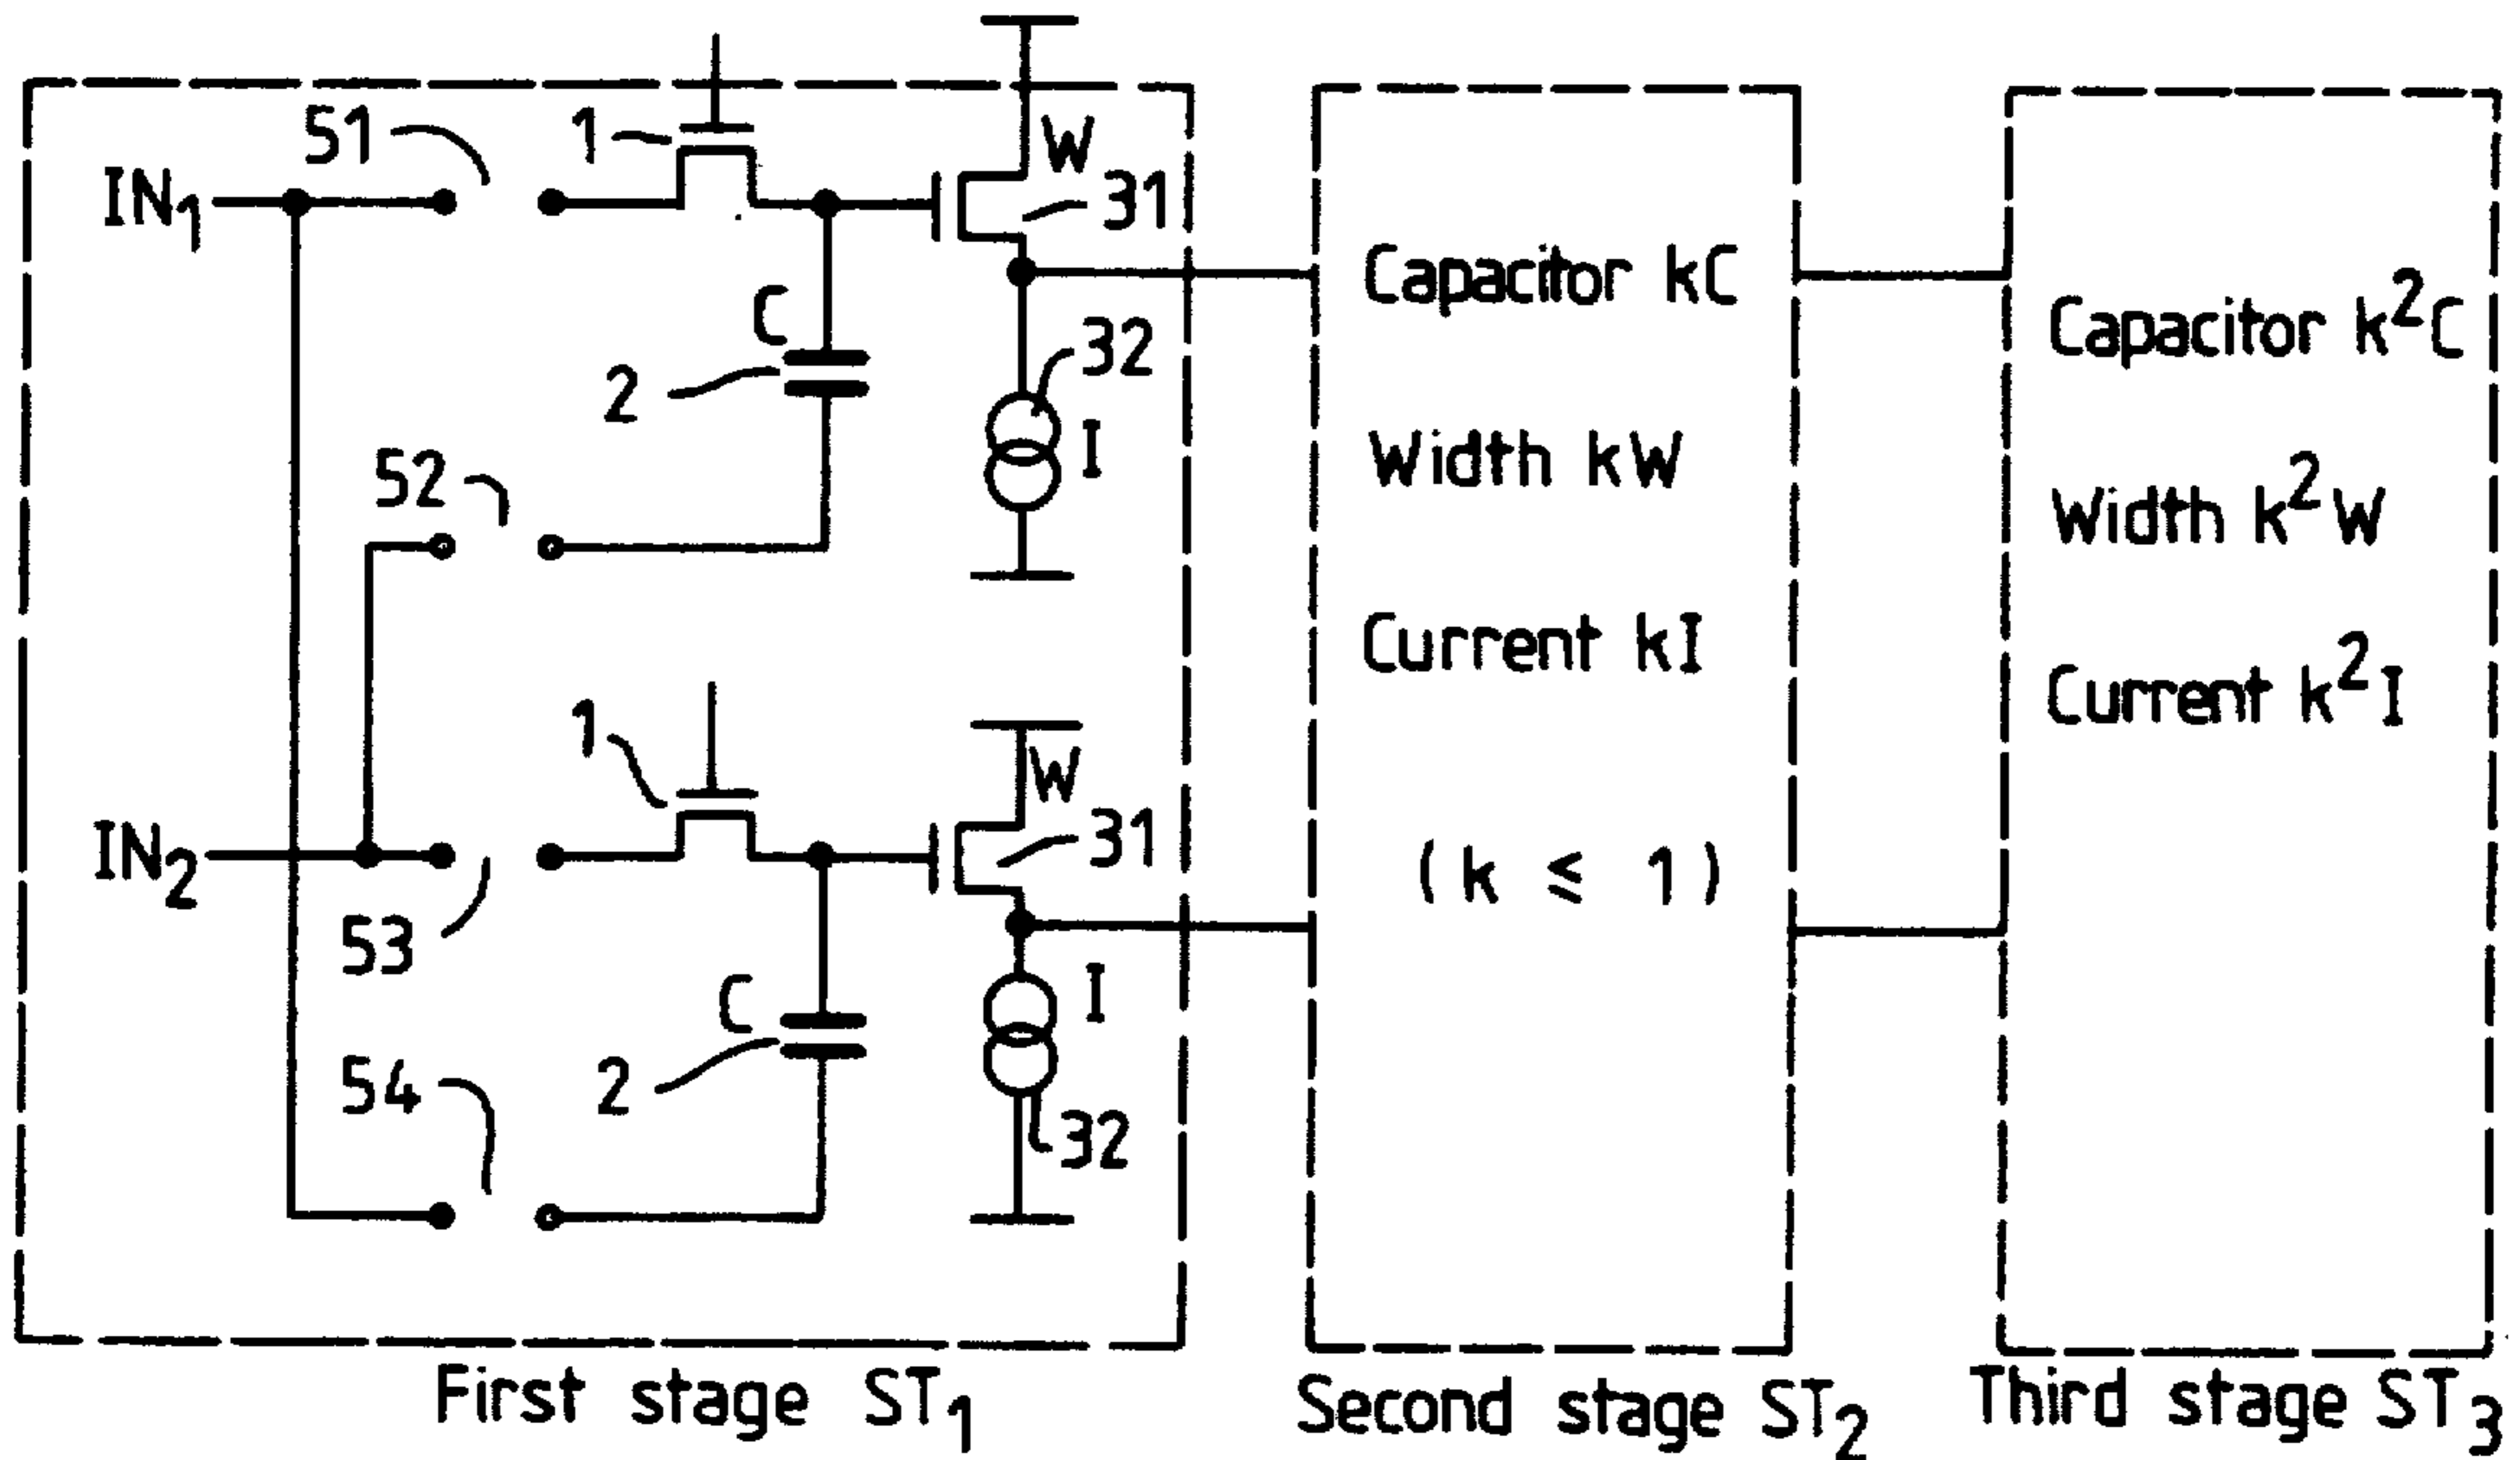 51
1
W
IN1
31
C
2
32
I
52
1
W
IN2
31
53
C
I
54
2
32
First stage ST1
Capacitor kC
Width kW
Current kI
(k ≤ 1)
Second stage ST2
Capacitor k²C
Width k²W
Current k²I
Third stage ST3